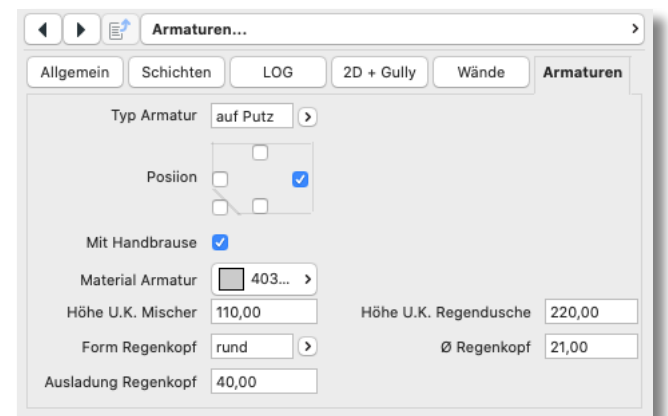 Armaturen...
Allgemein Schichten LOG 2D + Gully Wände Armaturen
Typ Armatur auf Putz
Posiion
Mit Handbrause
Material Armatur 403...
Höhe U.K. Mischer 110,00 Höhe U.K. Regendusche 220,00
Form Regenkopf rund Ø Regenkopf 21,00
Ausladung Regenkopf 40,00